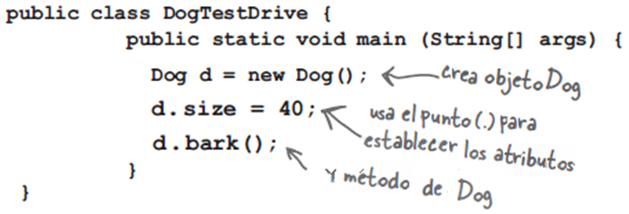 public class DogTestDrive {
public static void main (String[] args) {
Dog d = new Dog();
crea objeto Dog
d.size = 40;
usa el punto(.) para
establecer los atributos
d.bark();
Y método de Dog
}
}